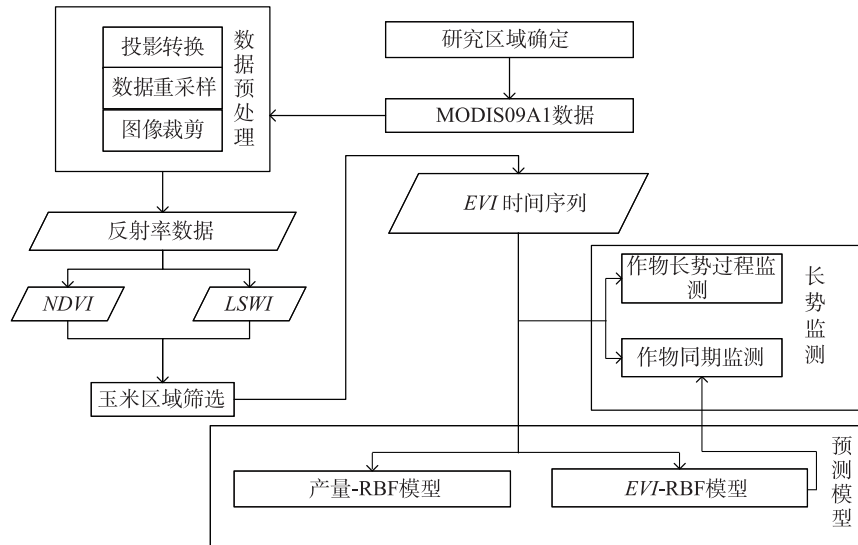 投影转换
数据重采样
图像裁剪
数据预处理
研究区域确定
MODIS09A1数据
反射率数据
NDVI
LSWI
玉米区域筛选
EVI 时间序列
作物长势过程监
测
作物同期监测
长势监测
产量-RBF模型
EVI-RBF模型
预测模型